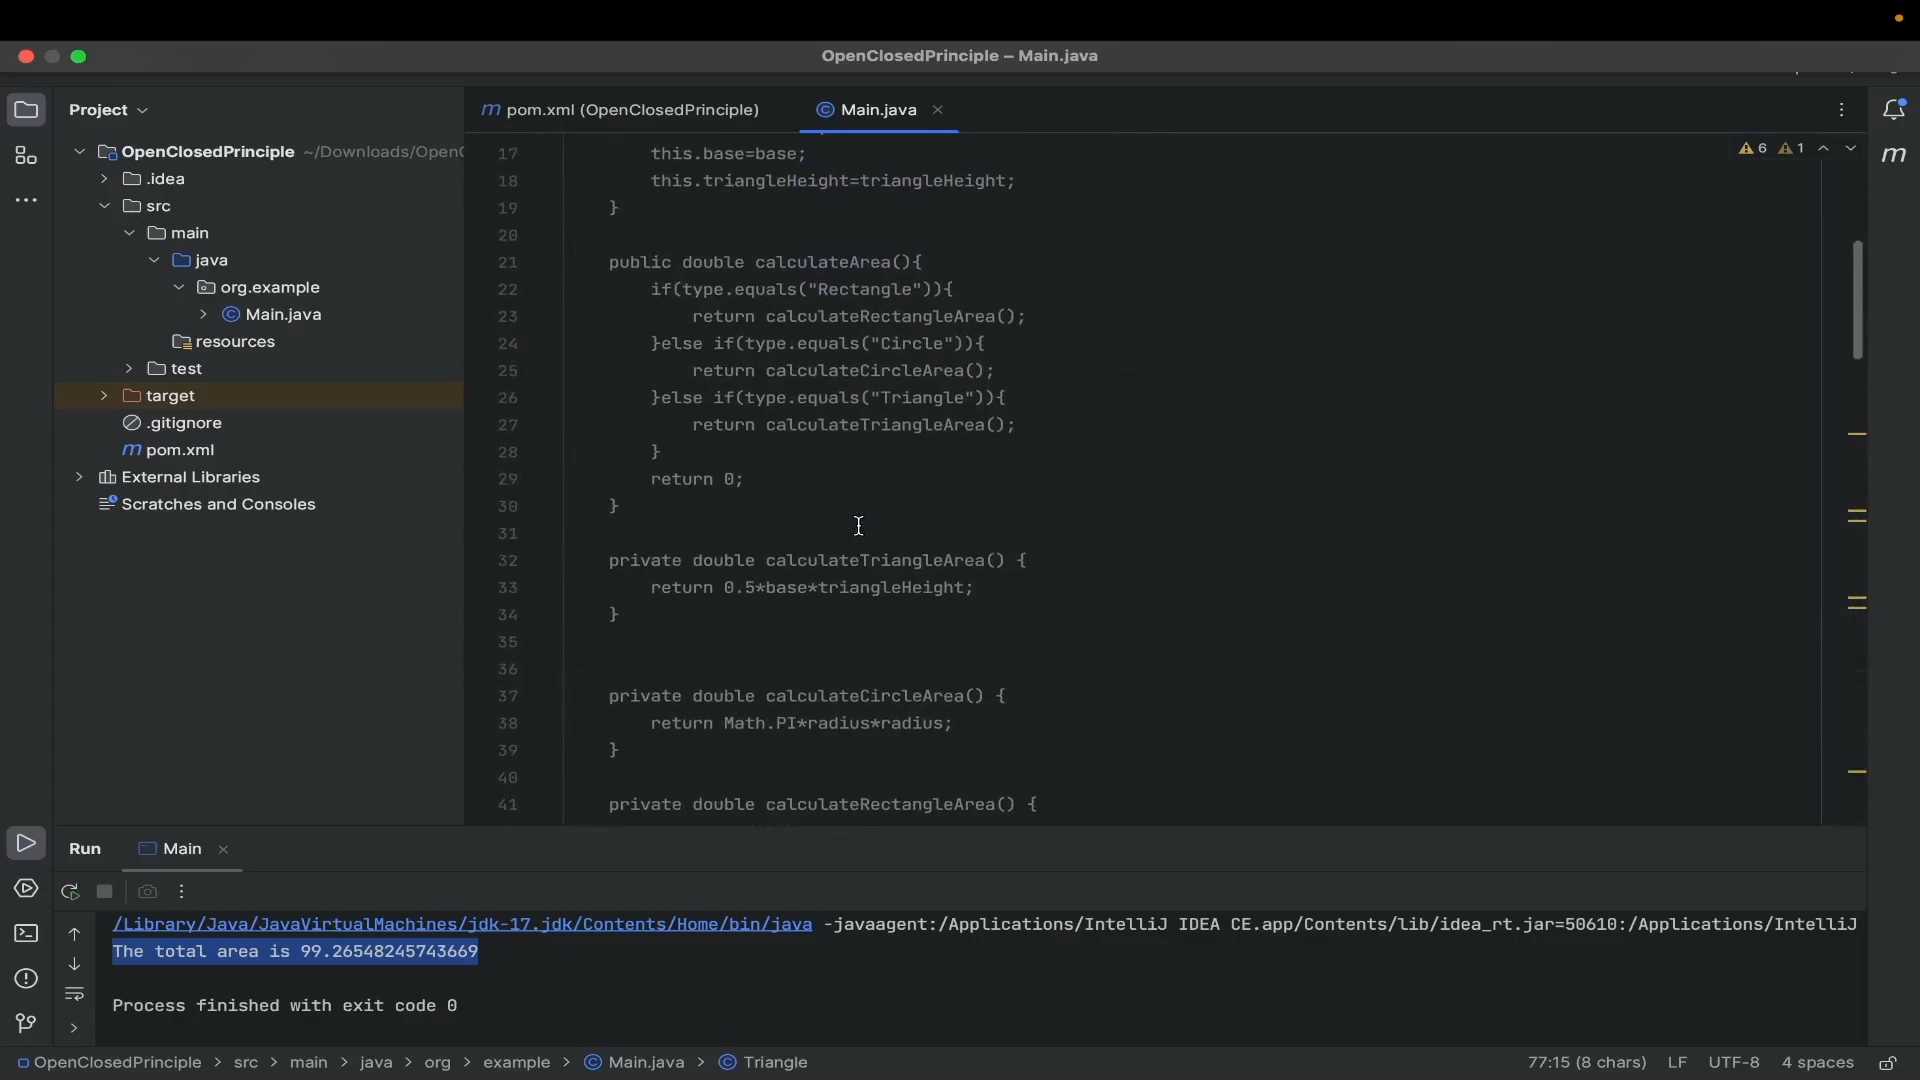 OpenClosedPrinciple – Main.java
Project
m pom.xml (OpenClosedPrinciple)
© Main.java
OpenClosedPrinciple ~/Downloads/OpenC
.idea
src
main
java
org.example
© Main.java
resources
test
target
.gitignore
m pom.xml
External Libraries
Scratches and Consoles
6 1
m
17 this.base=base;
18 this.triangleHeight=triangleHeight;
19 }
20
21 public double calculateArea(){
22 if(type.equals("Rectangle")){
23 return calculateRectangleArea();
24 }else if(type.equals("Circle")){
25 return calculateCircleArea();
26 }else if(type.equals("Triangle")){
27 return calculateTriangleArea();
28 }
29 return 0;
30 }
31
32 private double calculateTriangleArea() {
33 return 0.5*base*triangleHeight;
34 }
35
36
37 private double calculateCircleArea() {
38 return Math.PI*radius*radius;
39 }
40
41 private double calculateRectangleArea() {
Run Main
/Library/Java/JavaVirtualMachines/jdk-17.jdk/Contents/Home/bin/java -javaagent:/Applications/IntelliJ IDEA CE.app/Contents/lib/idea_rt.jar=50610:/Applications/IntelliJ
The total area is 99.26548245743669
Process finished with exit code 0
OpenClosedPrinciple > src > main > java > org > example > © Main.java > © Triangle
77:15 (8 chars) LF UTF-8 4 spaces